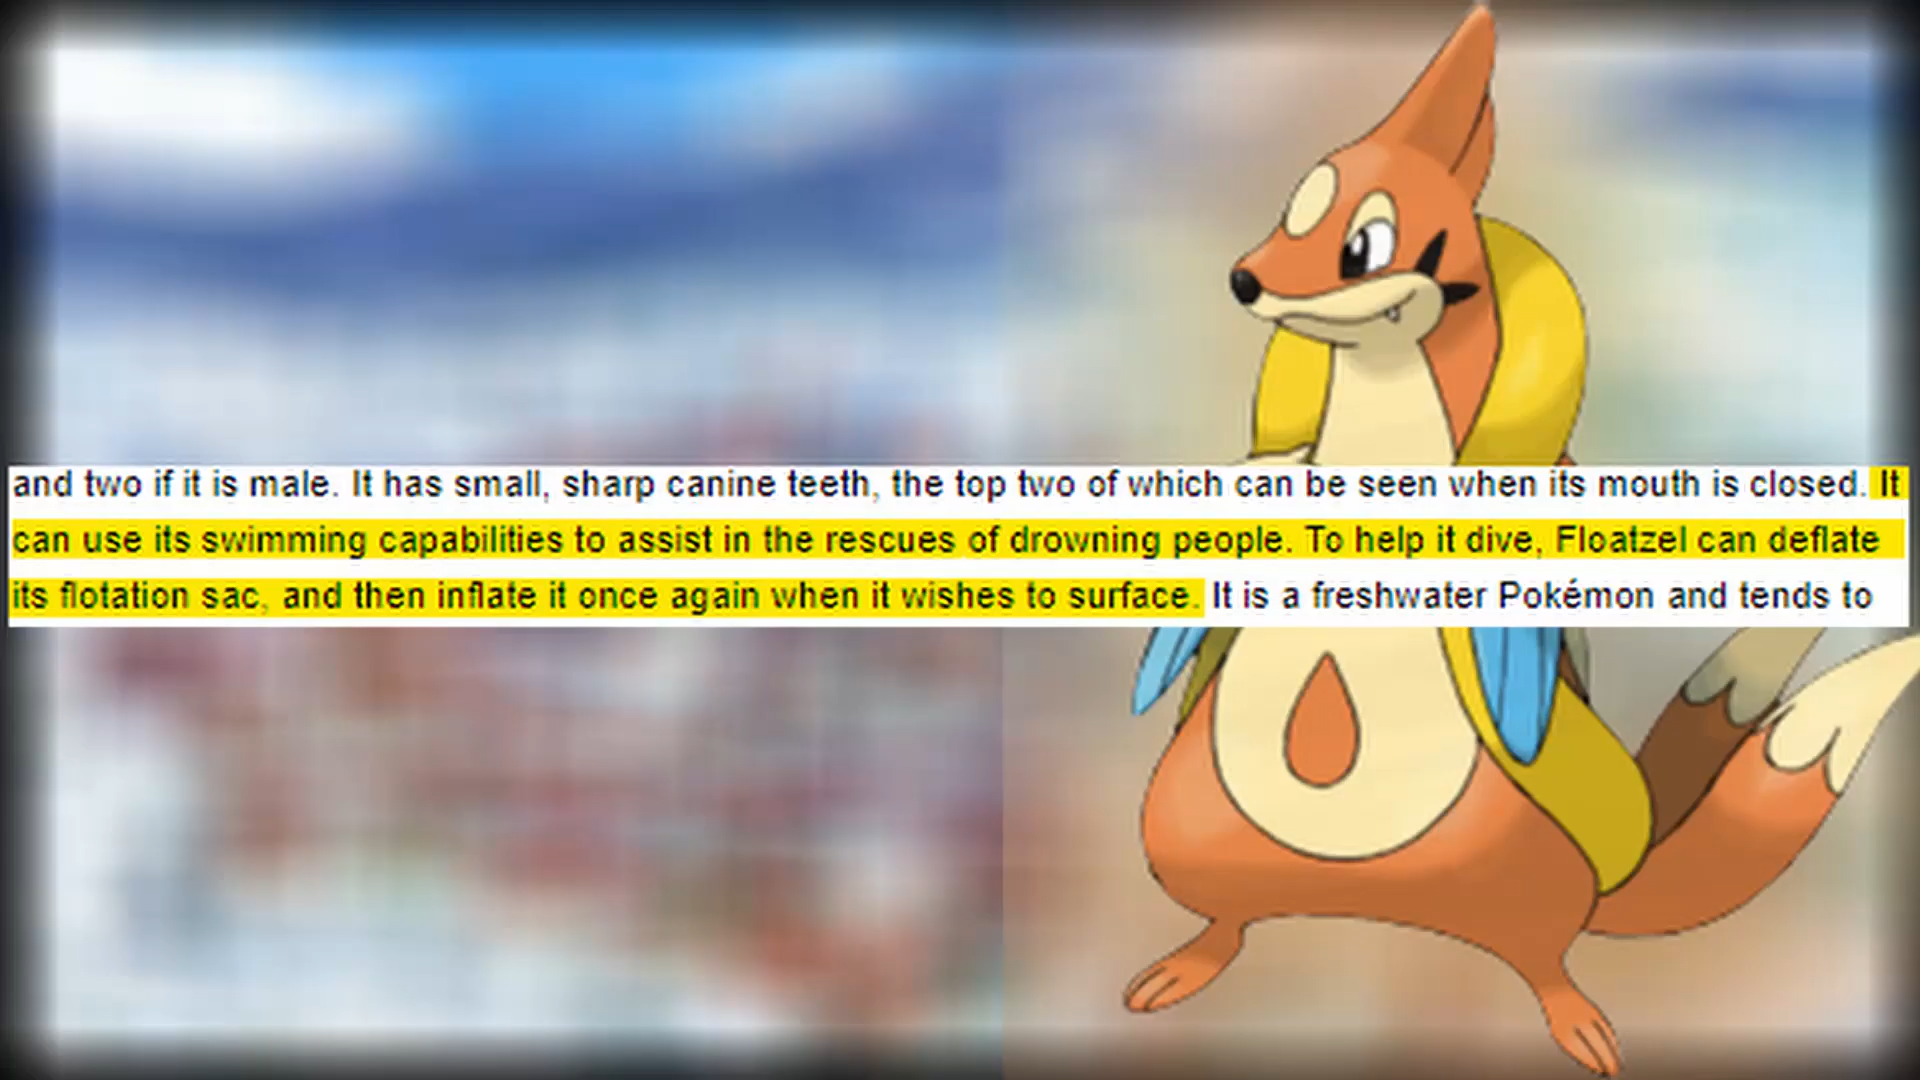 and two if it is male. It has small, sharp canine teeth, the top two of which can be seen when its mouth is closed. It
can use its swimming capabilities to assist in the rescues of drowning people. To help it dive, Floatzel can deflate
its flotation sac, and then inflate it once again when it wishes to surface. It is a freshwater Pokémon and tends to